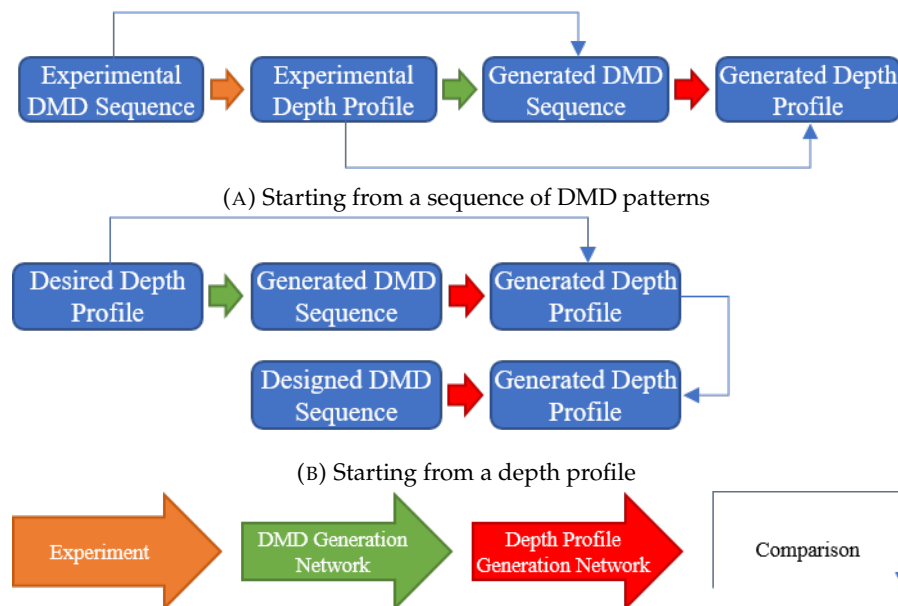 Experimental
DMD Sequence
Experimental
Depth Profile
Generated DMD
Sequence
Generated Depth
Profile
(A) Starting from a sequence of DMD patterns
Desired Depth
Profile
Generated DMD
Sequence
Generated Depth
Profile
Designed DMD
Sequence
Generated Depth
Profile
(B) Starting from a depth profile
Experiment
DMD Generation
Network
Depth Profile
Generation Network
Comparison